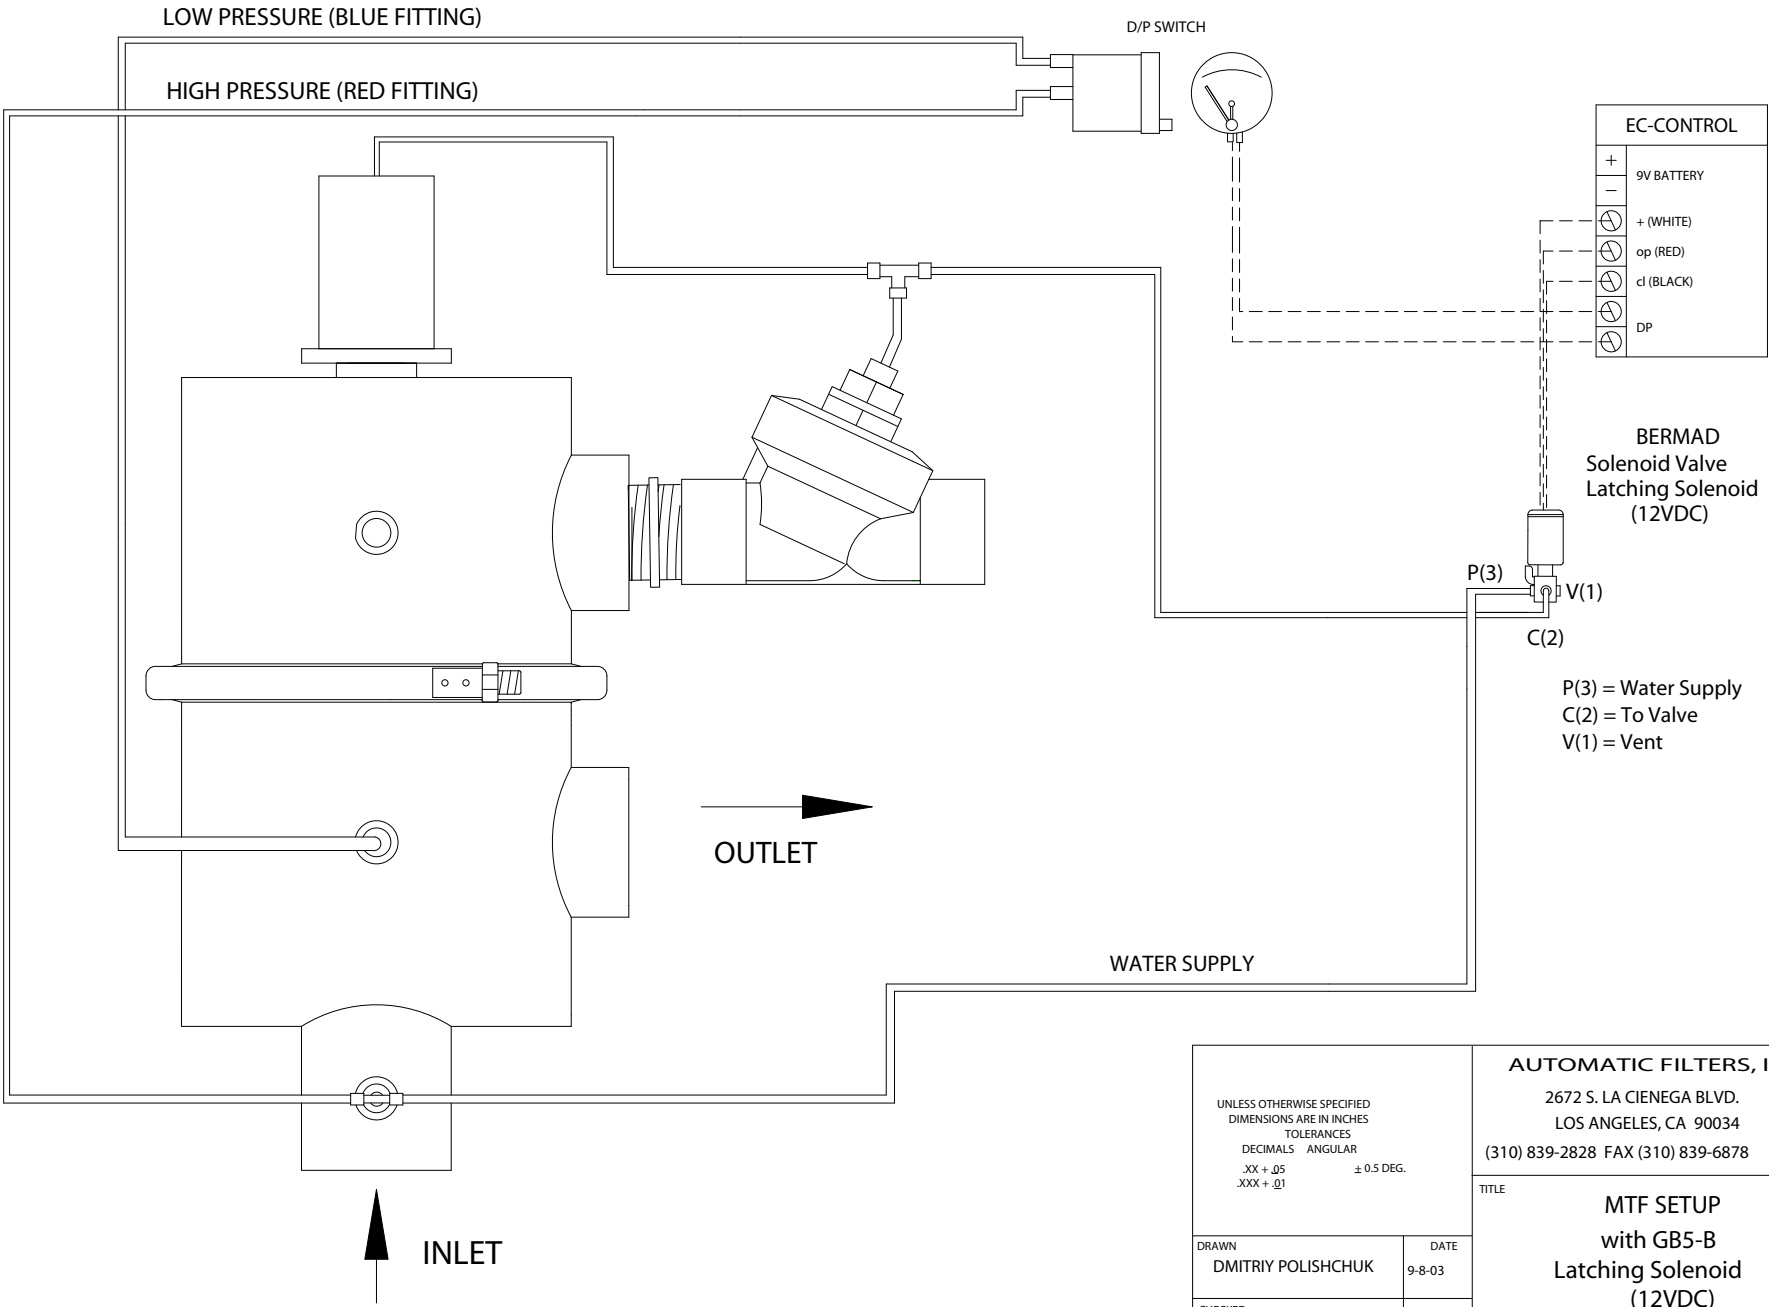 LOW PRESSURE (BLUE FITTING)
D/P SWITCH
HIGH PRESSURE (RED FITTING)
EC-CONTROL
+
9V BATTERY
–
+ (WHITE)
op (RED)
cl (BLACK)
DP
BERMAD
Solenoid Valve
Latching Solenoid
(12VDC)
P(3)
V(1)
C(2)
P(3) = Water Supply
C(2) = To Valve
V(1) = Vent
OUTLET
WATER SUPPLY
INLET
UNLESS OTHERWISE SPECIFIED
DIMENSIONS ARE IN INCHES
TOLERANCES
DECIMALS ANGULAR
.XX + .05 ± 0.5 DEG.
.XXX + .01
DRAWN
DMITRIY POLISHCHUK
DATE
9-8-03
AUTOMATIC FILTERS, I
2672 S. LA CIENEGA BLVD.
LOS ANGELES, CA 90034
(310) 839-2828 FAX (310) 839-6878
TITLE
MTF SETUP
with GB5-B
Latching Solenoid
(12VDC)